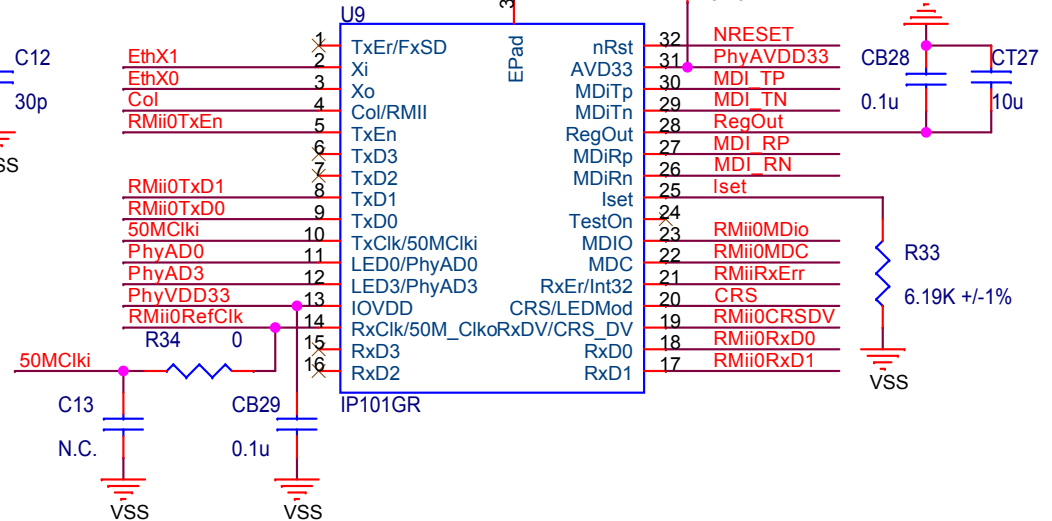 U9
3
C12
30p
SS
EthX1
EthX0
Col
RMii0TxEn
RMii0TxD1
RMii0TxD0
50MClki
PhyAD0
PhyAD3
PhyVDD33
RMii0RefClk
1 TxEr/FxSD
2 Xi
3 Xo
4 Col/RMII
5 TxEn
6 TxD3
7 TxD2
8 TxD1
9 TxD0
10 TxClk/50MClki
11 LED0/PhyAD0
12 LED3/PhyAD3
13 IOVDD
14 RxClk/50M_Clko
15 RxD3
16 RxD2
EPad
nRst 32 NRESET
AVD33 31 PhyAVDD33
MDiTp 30 MDI_TP
MDiTn 29 MDI_TN
RegOut 28 RegOut
MDiRp 27 MDI_RP
MDiRn 26 MDI_RN
Iset 25 Iset
TestOn 24
MDIO 23 RMii0MDio
MDC 22 RMii0MDC
RxEr/Int32 21 RMiiRxErr
CRS/LEDMod 20 CRS
RxDV/CRS_DV 19 RMii0CRSDV
RxD0 18 RMii0RxD0
RxD1 17 RMii0RxD1
IP101GR
CB28
0.1u
CT27
10u
R33
6.19K +/-1%
VSS
R34 0
50MClki
C13
N.C.
VSS
CB29
0.1u
VSS